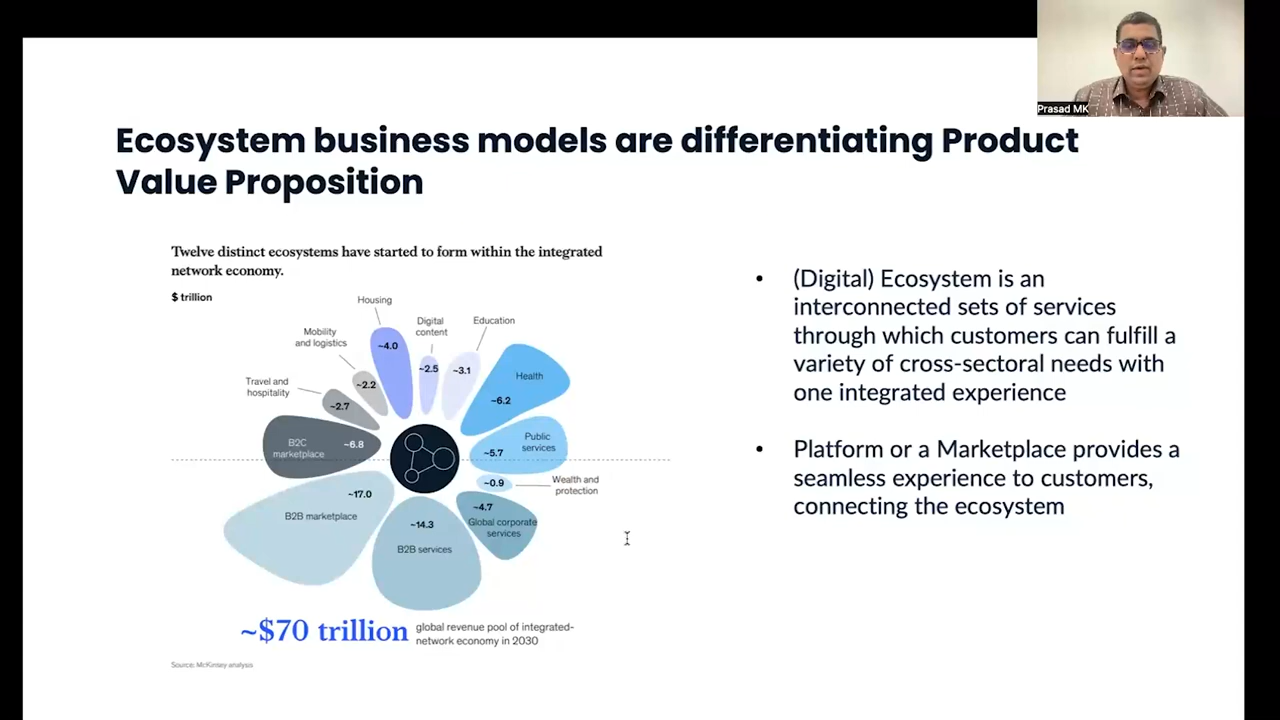 Prasad MK
Ecosystem business models are differentiating Product
Value Proposition
Twelve distinct ecosystems have started to form within the integrated
network economy.
$ trillion
Housing
~4.0
Digital
content
~2.5
Education
~3.1
Mobility
and logistics
~2.2
Travel and
hospitality
~2.7
Health
~6.2
B2C
marketplace
~6.8
Public
services
~5.7
Wealth and
protection
~0.9
~17.0
B2B marketplace
~14.3
B2B services
~4.7
Global corporate
services
~$70 trillion
global revenue pool of integrated-
network economy in 2030
Source: McKinsey analysis
• (Digital) Ecosystem is an
interconnected sets of services
through which customers can fulfill a
variety of cross-sectoral needs with
one integrated experience
• Platform or a Marketplace provides a
seamless experience to customers,
connecting the ecosystem